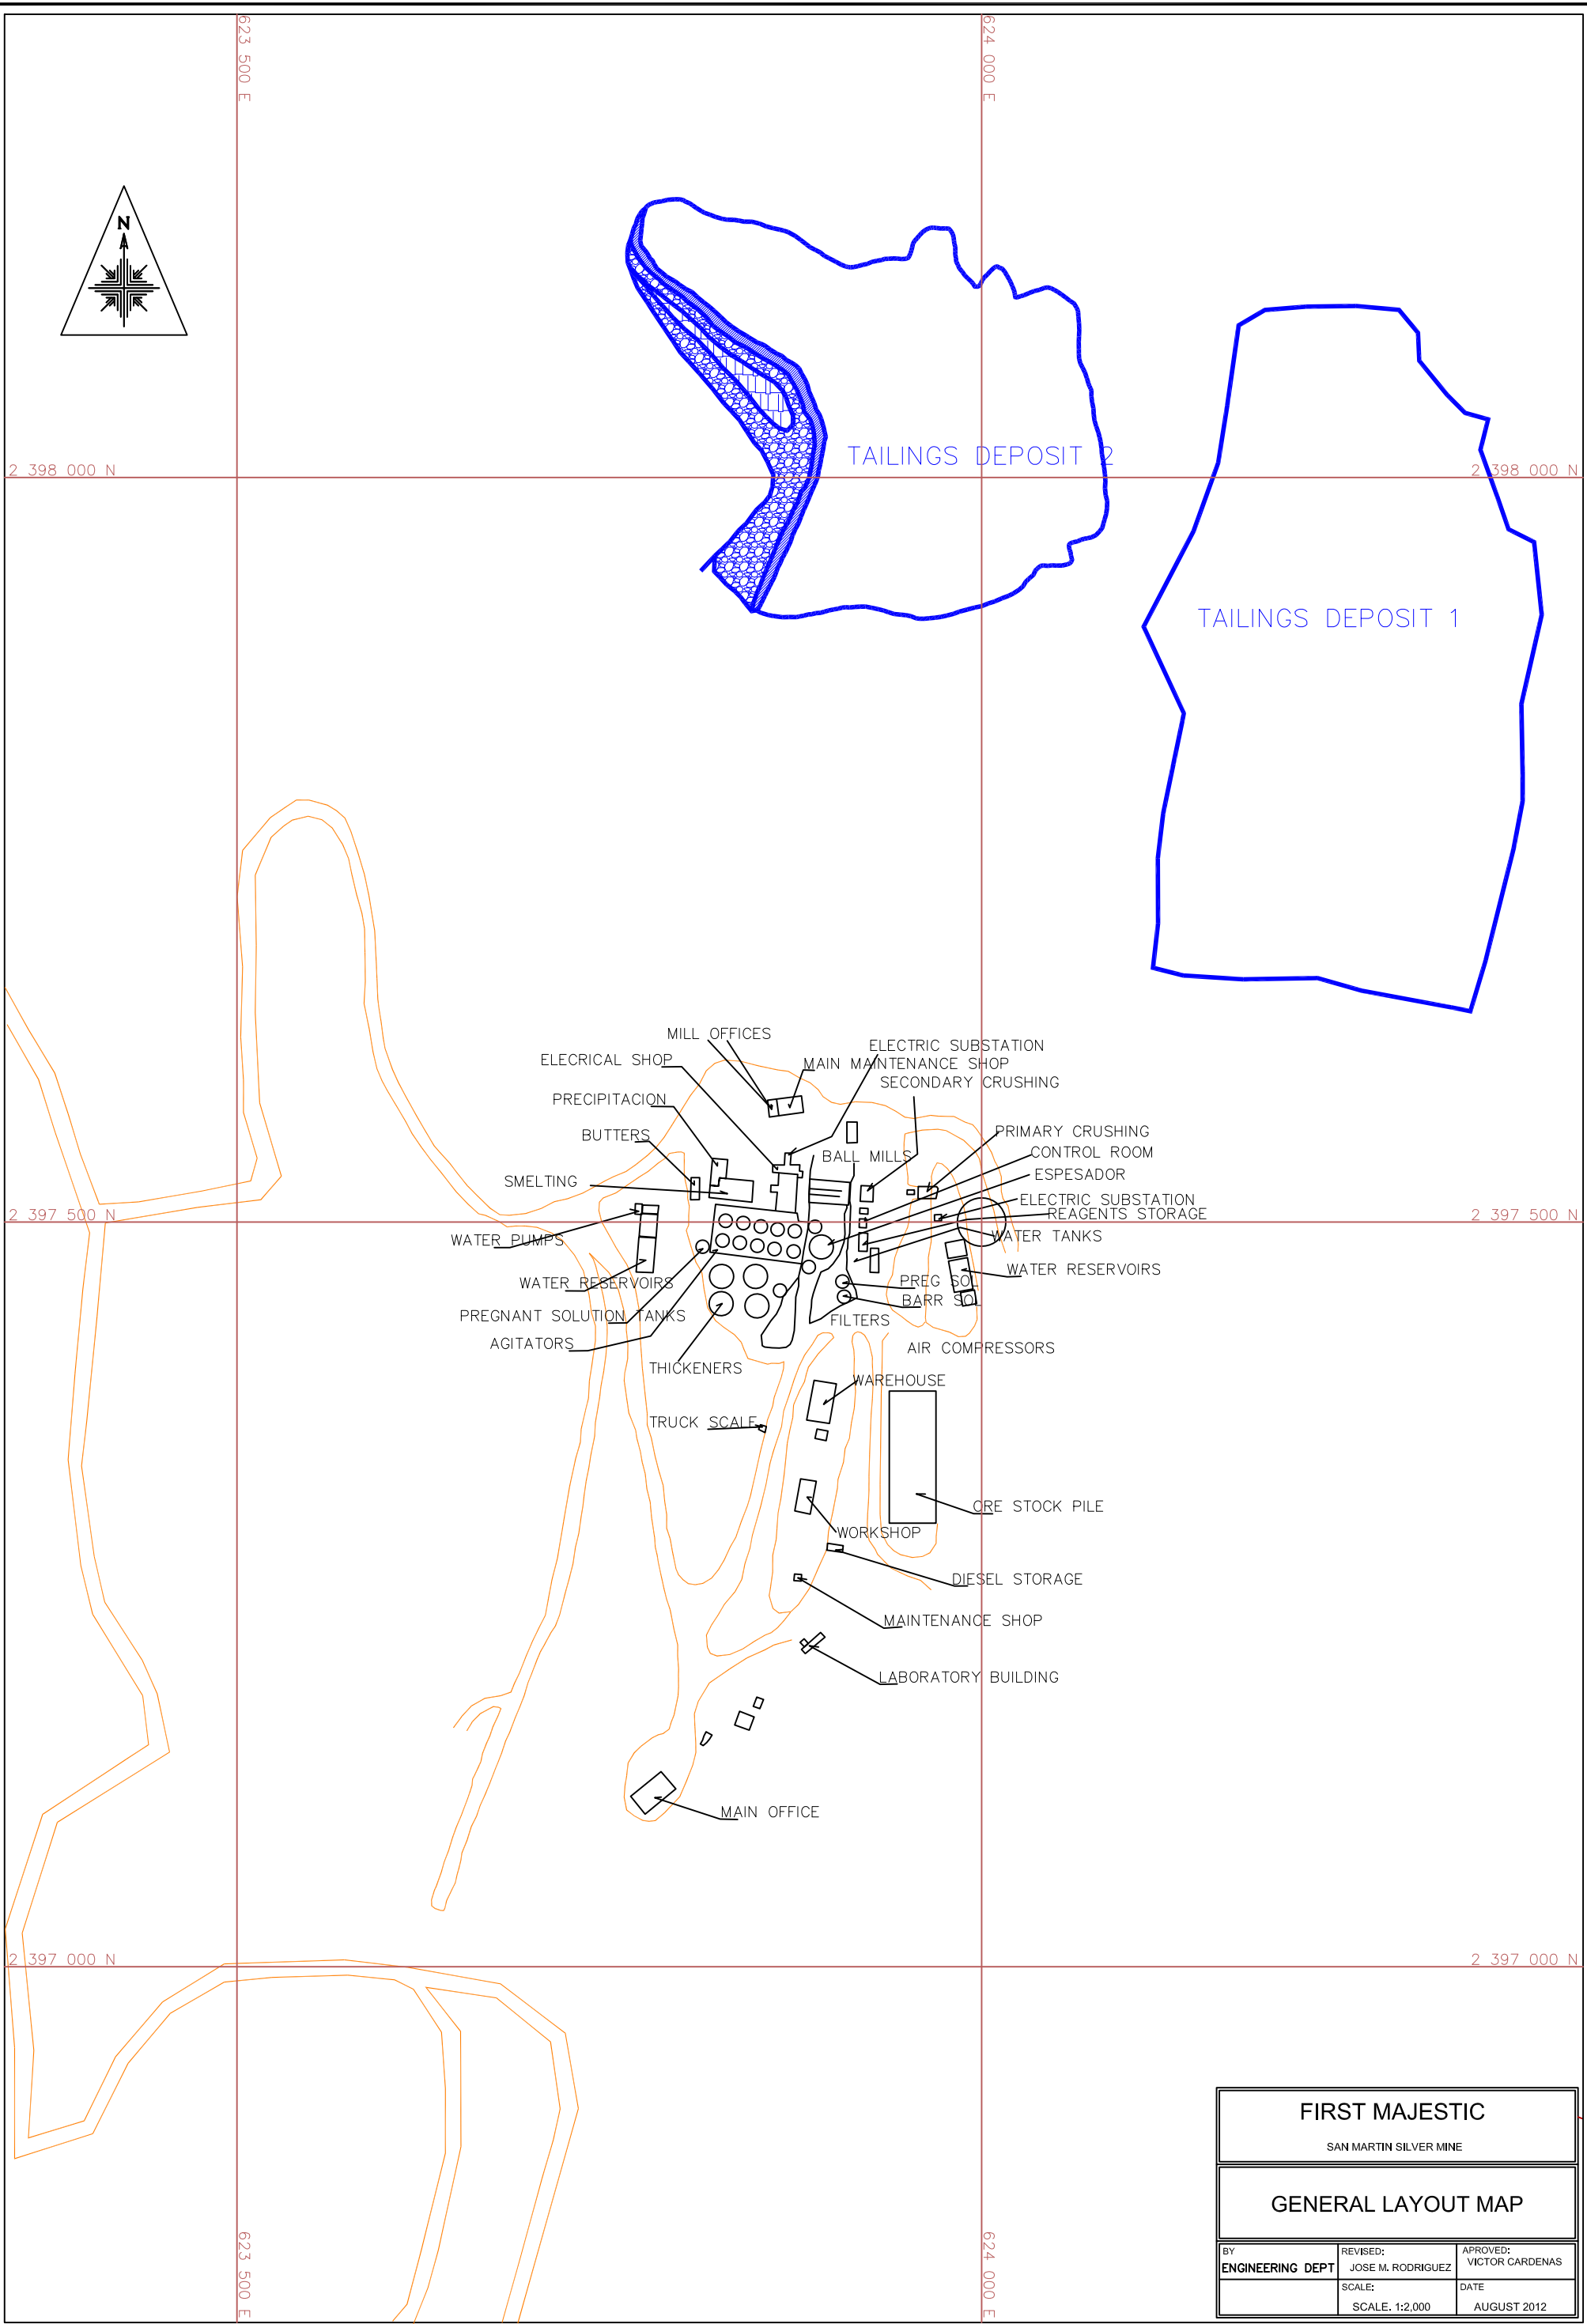 623 500 E
624 000 E
N
TAILINGS DEPOSIT 2
2 398 000 N
2 398 000 N
TAILINGS DEPOSIT 1
MILL OFFICES
ELECTRIC SUBSTATION
ELECRICAL SHOP
MAIN MAINTENANCE SHOP
SECONDARY CRUSHING
PRECIPITACION
BUTTERS
PRIMARY CRUSHING
CONTROL ROOM
BALL MILLS
ESPESADOR
SMELTING
ELECTRIC SUBSTATION
REAGENTS STORAGE
2 397 500 N
2 397 500 N
WATER PUMPS
WATER TANKS
WATER RESERVOIRS
WATER RESERVOIRS
PREG SOL
BARR SOL
PREGNANT SOLUTION TANKS
FILTERS
AGITATORS
AIR COMPRESSORS
THICKENERS
WAREHOUSE
TRUCK SCALE
ORE STOCK PILE
WORKSHOP
DIESEL STORAGE
MAINTENANCE SHOP
LABORATORY BUILDING
MAIN OFFICE
2 397 000 N
2 397 000 N
623 500 E
624 000 E
FIRST MAJESTIC
SAN MARTIN SILVER MINE
GENERAL LAYOUT MAP
BY
ENGINEERING DEPT
REVISED:
JOSE M. RODRIGUEZ
APROVED:
VICTOR CARDENAS
SCALE:
SCALE. 1:2,000
DATE
AUGUST 2012